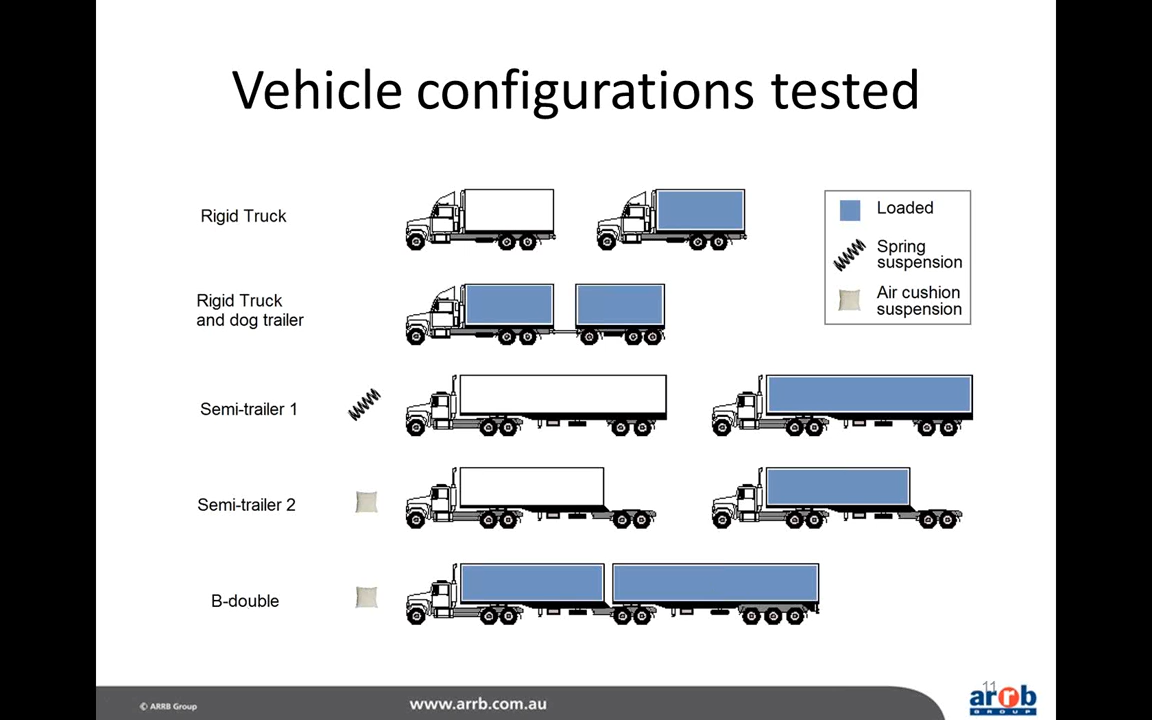 Vehicle configurations tested
Rigid Truck
Loaded
Spring
suspension
Air cushion
suspension
Rigid Truck
and dog trailer
Semi-trailer 1
Semi-trailer 2
B-double
© ARRB Group
www.arrb.com.au
11
arrb
GROUP